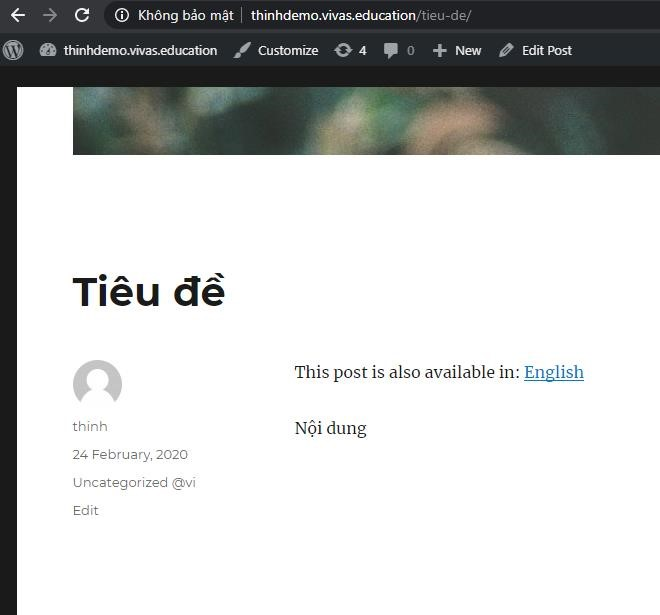 Không bảo mật thinhdemo.vivas.education/tieu-de/
thinhdemo.vivas.education Customize 4 0 New Edit Post
Tiêu đề
This post is also available in: English
Nội dung
thinh
24 February, 2020
Uncategorized @vi
Edit